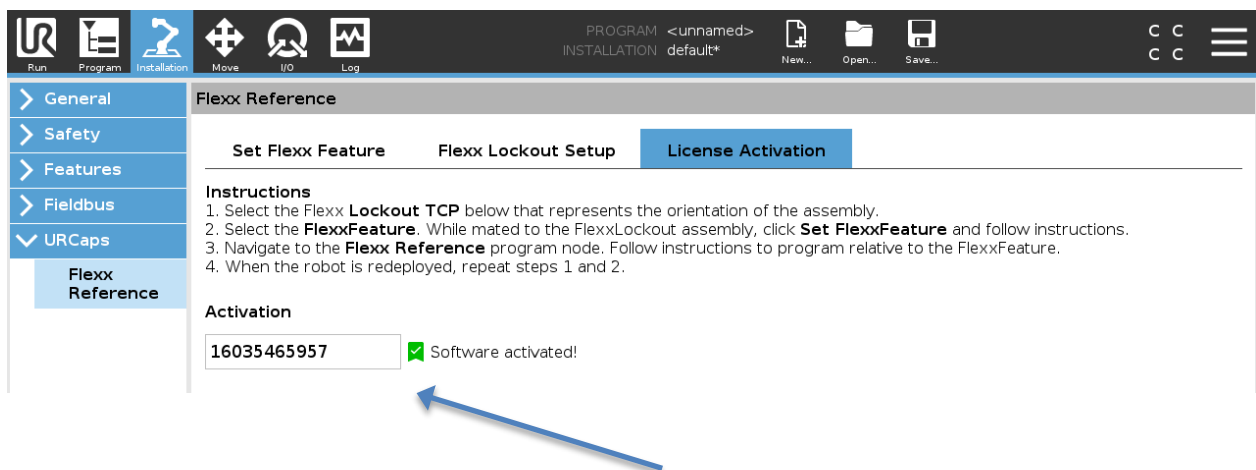 PROGRAM <unnamed>
INSTALLATION default*
Run Program Installation Move I/O Log New... Open... Save...
C C
C C
General
Safety
Features
Fieldbus
URCaps
Flexx
Reference
Flexx Reference
Set Flexx Feature Flexx Lockout Setup License Activation
Instructions
1. Select the Flexx Lockout TCP below that represents the orientation of the assembly.
2. Select the FlexxFeature. While mated to the FlexxLockout assembly, click Set FlexxFeature and follow instructions.
3. Navigate to the Flexx Reference program node. Follow instructions to program relative to the FlexxFeature.
4. When the robot is redeployed, repeat steps 1 and 2.
Activation
16035465957 Software activated!